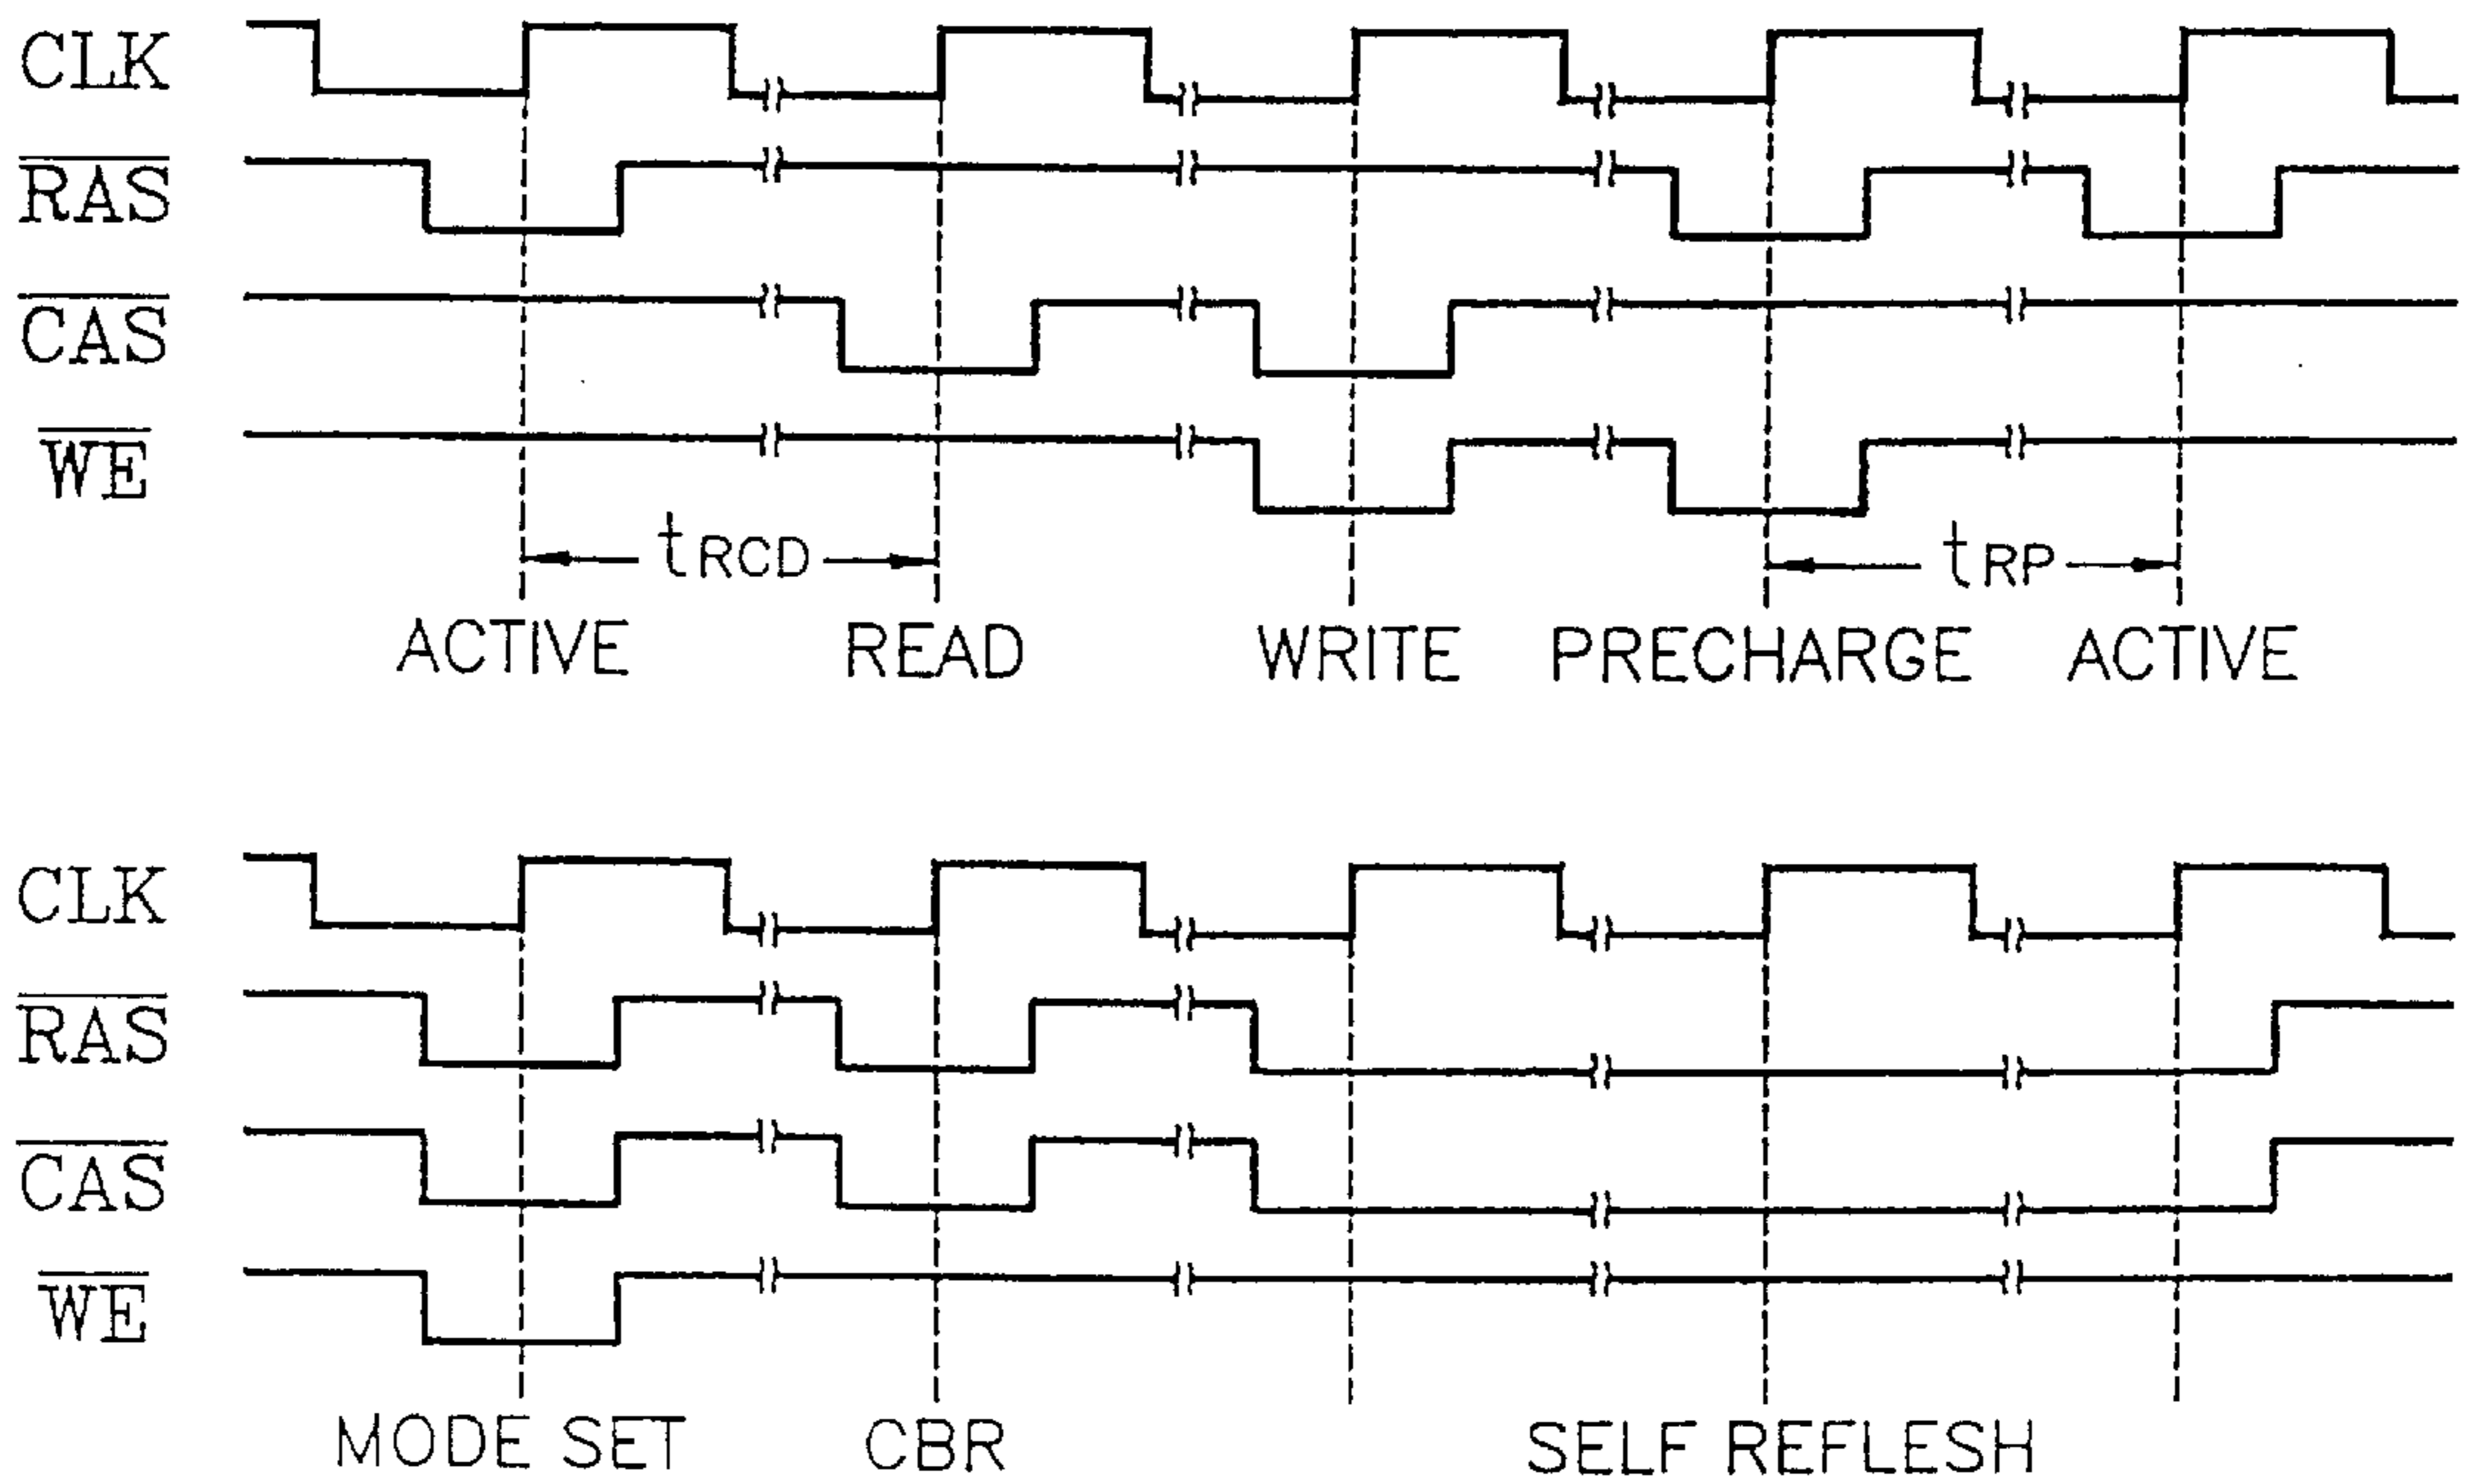 CLK
RAS
CAS
WE
tRCD
tRP
ACTIVE READ WRITE PRECHARGE ACTIVE
CLK
RAS
CAS
WE
MODE SET CBR SELF REFLESH